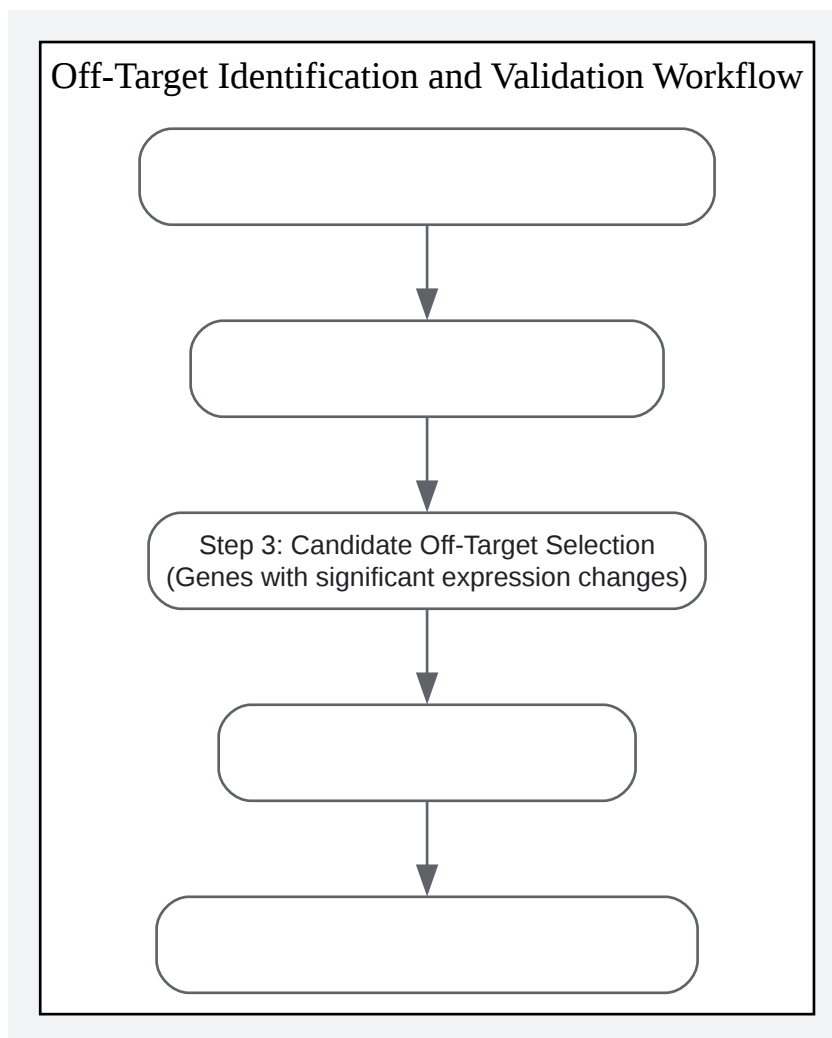 Off-Target Identification and Validation Workflow
Step 3: Candidate Off-Target Selection
(Genes with significant expression changes)